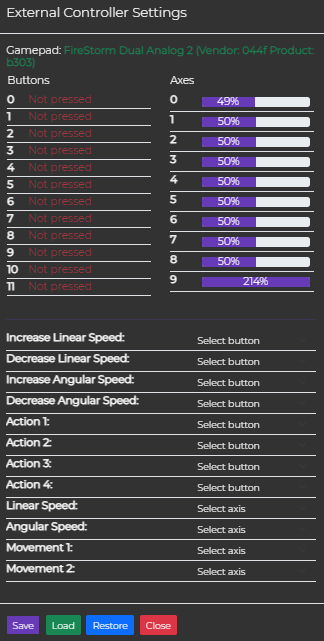 External Controller Settings
Gamepad: FireStorm Dual Analog 2 (Vendor: 044f Product: b303)
Buttons
Axes
0 Not pressed
1 Not pressed
2 Not pressed
3 Not pressed
4 Not pressed
5 Not pressed
6 Not pressed
7 Not pressed
8 Not pressed
9 Not pressed
10 Not pressed
11 Not pressed
0 49%
1 50%
2 50%
3 50%
4 50%
5 50%
6 50%
7 50%
8 50%
9 214%
Increase Linear Speed: Select button
Decrease Linear Speed: Select button
Increase Angular Speed: Select button
Decrease Angular Speed: Select button
Action 1: Select button
Action 2: Select button
Action 3: Select button
Action 4: Select button
Linear Speed: Select axis
Angular Speed: Select axis
Movement 1: Select axis
Movement 2: Select axis
Save Load Restore Close